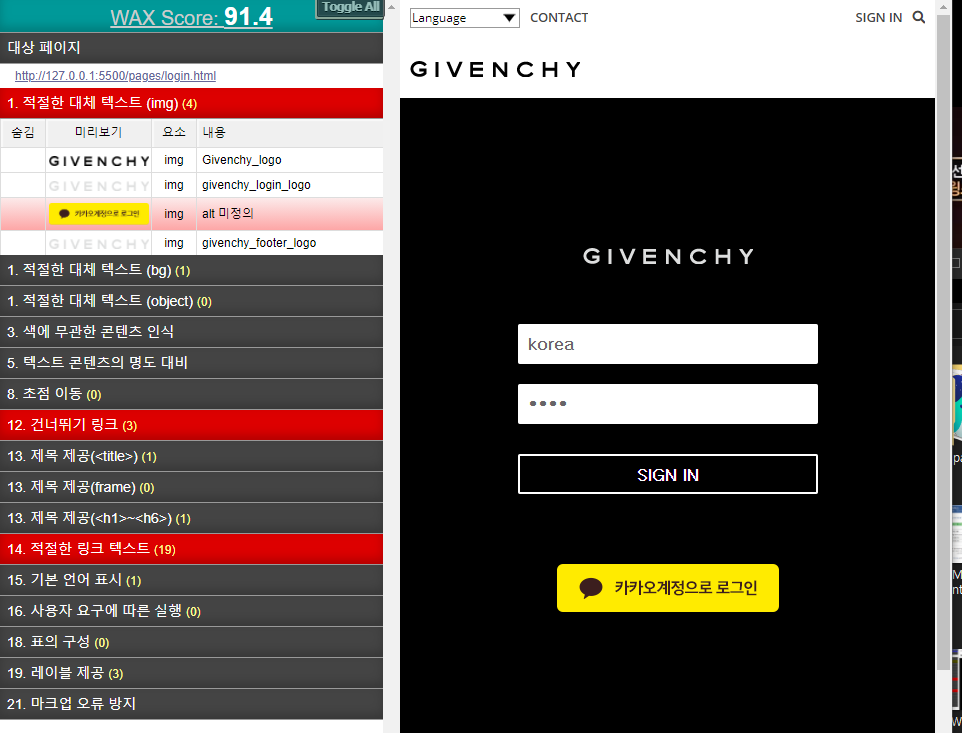 WAX Score: 91.4
Toggle All
대상 페이지
http://127.0.0.1:5500/pages/login.html
1. 적절한 대체 텍스트 (img) (4)
숨김 미리보기 요소 내용
GIVENCHY img Givenchy_logo
GIVENCHY img givenchy_login_logo
카카오계정으로 로그인 img alt 미정의
GIVENCHY img givenchy_footer_logo
1. 적절한 대체 텍스트 (bg) (1)
1. 적절한 대체 텍스트 (object) (0)
3. 색에 무관한 콘텐츠 인식
5. 텍스트 콘텐츠의 명도 대비
8. 초점 이동 (0)
12. 건너뛰기 링크 (3)
13. 제목 제공(<title>) (1)
13. 제목 제공(frame) (0)
13. 제목 제공(<h1>~<h6>) (1)
14. 적절한 링크 텍스트 (19)
15. 기본 언어 표시 (1)
16. 사용자 요구에 따른 실행 (0)
18. 표의 구성 (0)
19. 레이블 제공 (3)
21. 마크업 오류 방지
Language CONTACT SIGN IN
GIVENCHY
GIVENCHY
korea
••••
SIGN IN
카카오계정으로 로그인